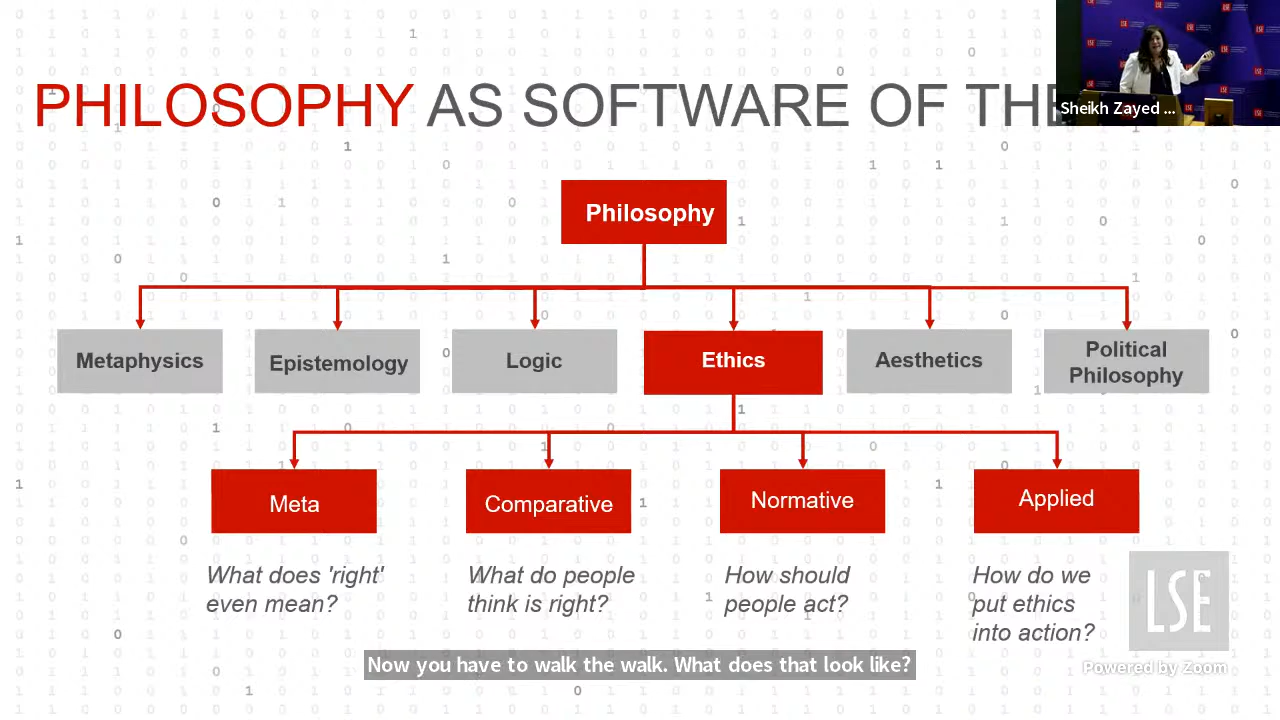 PHILOSOPHY AS SOFTWARE OF THE
Sheikh Zayed ...
Philosophy
Metaphysics
Epistemology
Logic
Ethics
Aesthetics
Political
Philosophy
Meta
Comparative
Normative
Applied
What does 'right'
even mean?
What do people
think is right?
How should
people act?
How do we
put ethics
into action?
LSE
Now you have to walk the walk. What does that look like?
Powered by Zoom